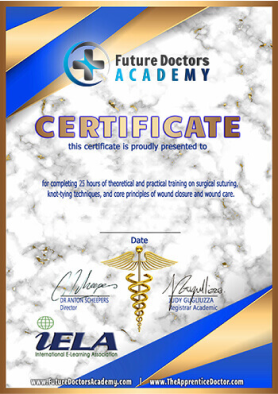 Future Doctors
ACADEMY
CERTIFICATE
this certificate is proudly presented to
for completing 25 hours of theoretical and practical training on surgical suturing,
knot-tying techniques, and core principles of wound closure and wound care.
Date
DR ANTON SCHEEPERS
Director
JUDY GUGLIUZZA
Registrar Academic
iELA
International E-Learning Association
www.FutureDoctorsAcademy.com | www.TheApprenticeDoctor.com